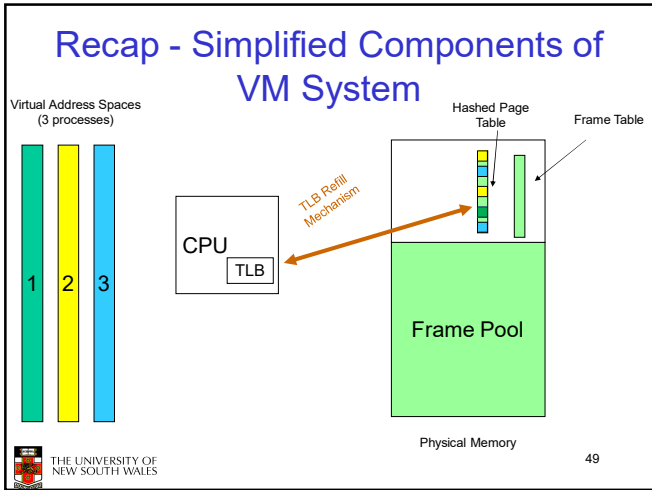 Recap - Simplified Components of
VM System
Virtual Address Spaces
(3 processes)
Hashed Page
Table
Frame Table
TLB Refill
Mechanism
CPU
TLB
1 2 3
Frame Pool
Physical Memory
THE UNIVERSITY OF
NEW SOUTH WALES
49